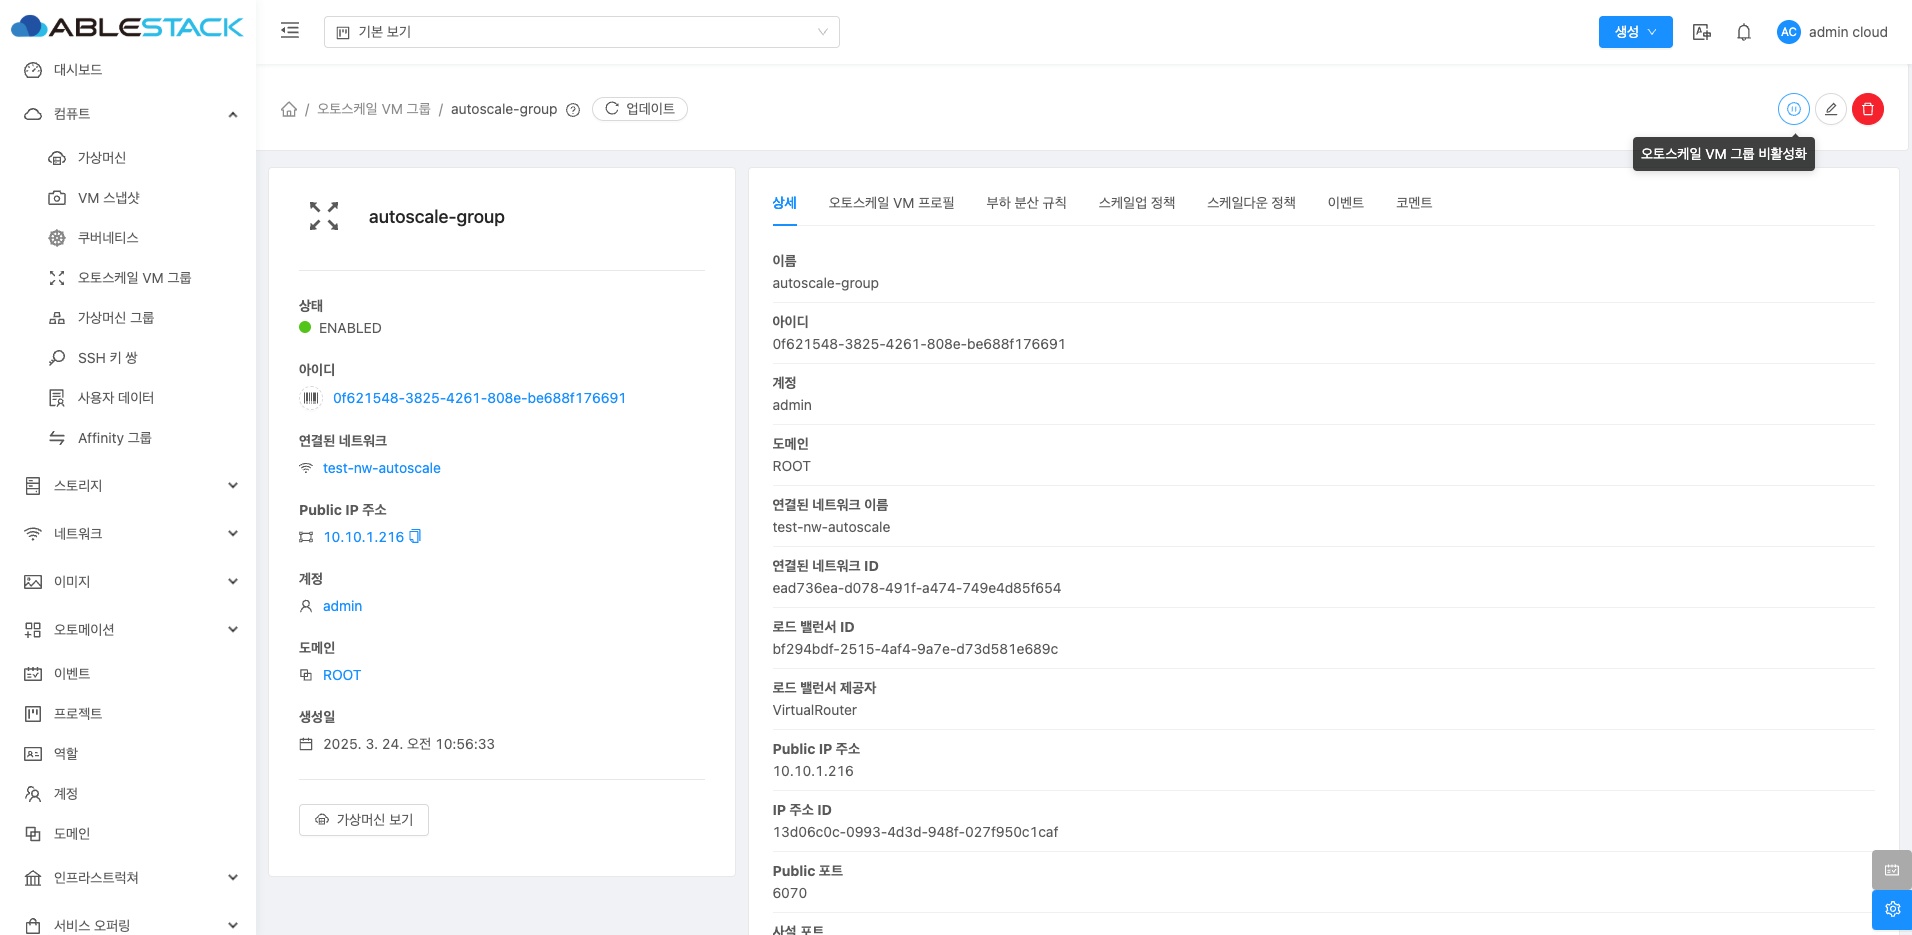 ABLESTACK
기본 보기
생성
AC
admin cloud
대시보드
컴퓨트
가상머신
VM 스냅샷
쿠버네티스
오토스케일 VM 그룹
가상머신 그룹
SSH 키 쌍
사용자 데이터
Affinity 그룹
스토리지
네트워크
이미지
오토메이션
이벤트
프로젝트
역할
계정
도메인
인프라스트럭쳐
서비스 오퍼링
/ 오토스케일 VM 그룹 / autoscale-group
업데이트
오토스케일 VM 그룹 비활성화
autoscale-group
상태
ENABLED
아이디
0f621548-3825-4261-808e-be688f176691
연결된 네트워크
test-nw-autoscale
Public IP 주소
10.10.1.216
계정
admin
도메인
ROOT
생성일
2025. 3. 24. 오전 10:56:33
가상머신 보기
상세 오토스케일 VM 프로필 부하 분산 규칙 스케일업 정책 스케일다운 정책 이벤트 코멘트
이름
autoscale-group
아이디
0f621548-3825-4261-808e-be688f176691
계정
admin
도메인
ROOT
연결된 네트워크 이름
test-nw-autoscale
연결된 네트워크 ID
ead736ea-d078-491f-a474-749e4d85f654
로드 밸런서 ID
bf294bdf-2515-4af4-9a7e-d73d581e689c
로드 밸런서 제공자
VirtualRouter
Public IP 주소
10.10.1.216
IP 주소 ID
13d06c0c-0993-4d3d-948f-027f950c1caf
Public 포트
6070
사설 포트